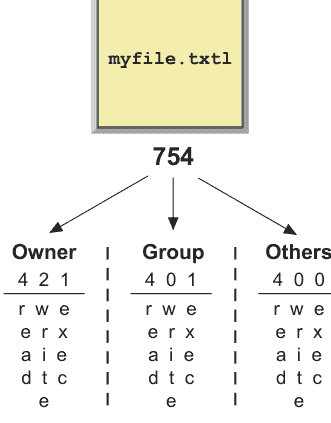 myfile.txtl
754
Owner Group Others
4 2 1 4 0 1 4 0 0
r w e r w e r w e
e r x e r x e r x
a i e a i e a i e
d t c d t c d t c
e e e